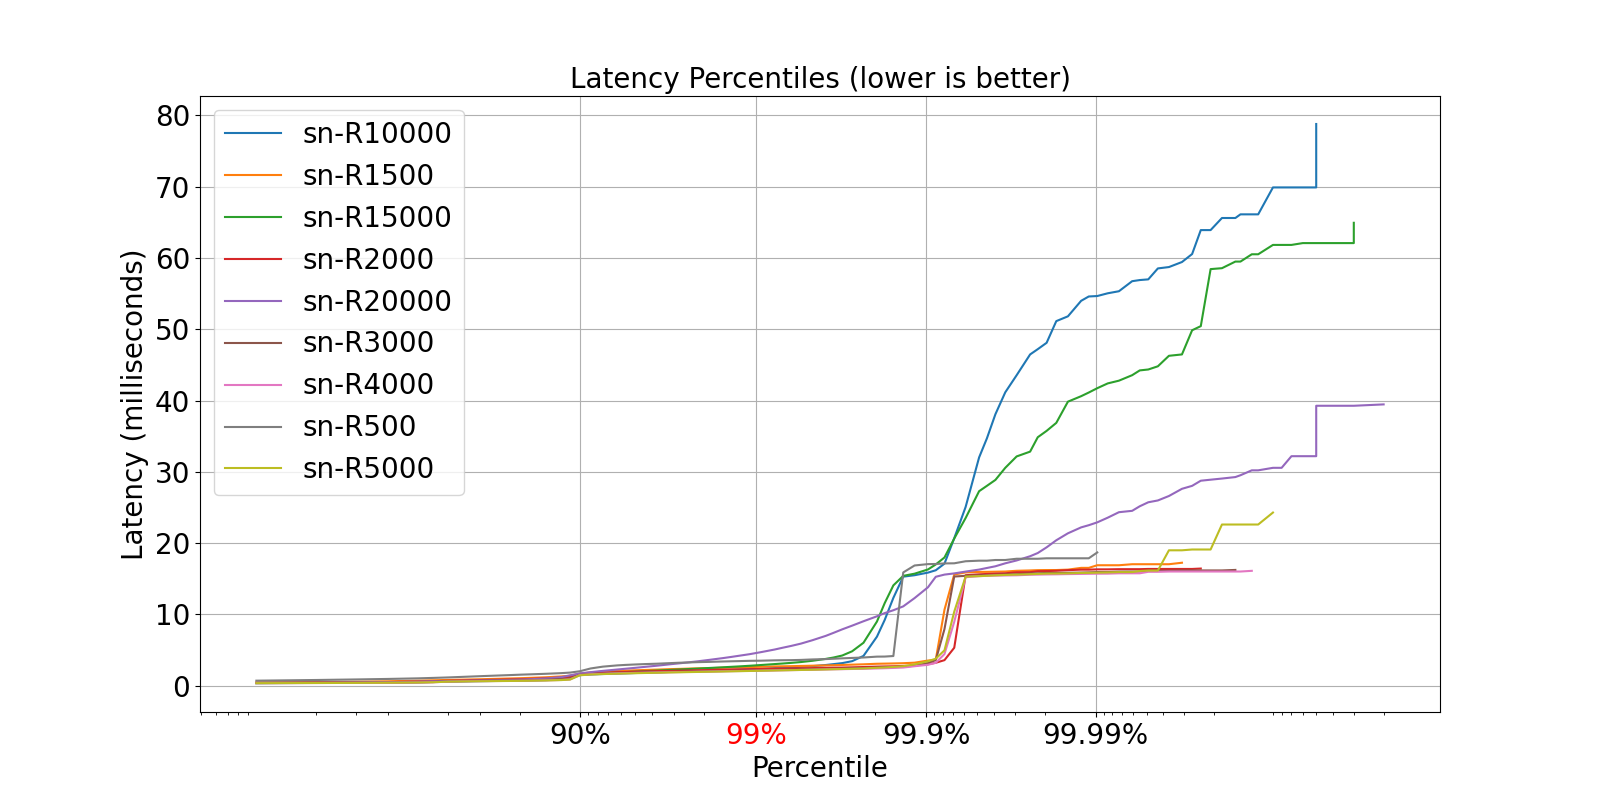 Latency Percentiles (lower is better)
80
70
60
50
40
30
20
10
0
Latency (milliseconds)
sn-R10000
sn-R1500
sn-R15000
sn-R2000
sn-R20000
sn-R3000
sn-R4000
sn-R500
sn-R5000
90% 99% 99.9% 99.99%
Percentile